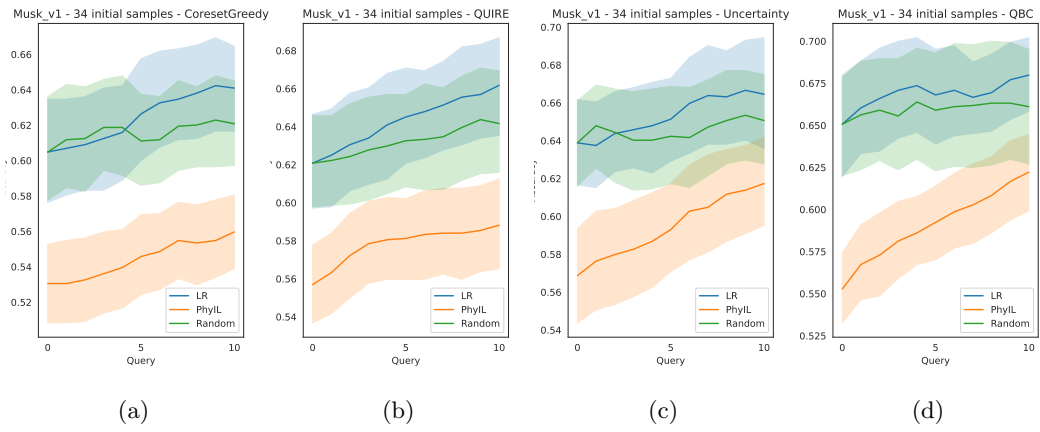 Musk_v1 - 34 initial samples - CoresetGreedy
0.66
0.64
0.62
0.60
0.58
0.56
0.54
0.52
0
5
10
Query
LR
PhyIL
Random
(a)
Musk_v1 - 34 initial samples - QUIRE
0.68
0.66
0.64
0.62
0.60
0.58
0.56
0.54
0
5
10
Query
LR
PhyIL
Random
(b)
Musk_v1 - 34 initial samples - Uncertainty
0.70
0.68
0.66
0.64
0.62
0.60
0.58
0.56
0.54
0
5
10
Query
LR
PhyIL
Random
(c)
Musk_v1 - 34 initial samples - QBC
0.700
0.675
0.650
0.625
0.600
0.575
0.550
0.525
0
5
10
Query
LR
PhyIL
Random
(d)